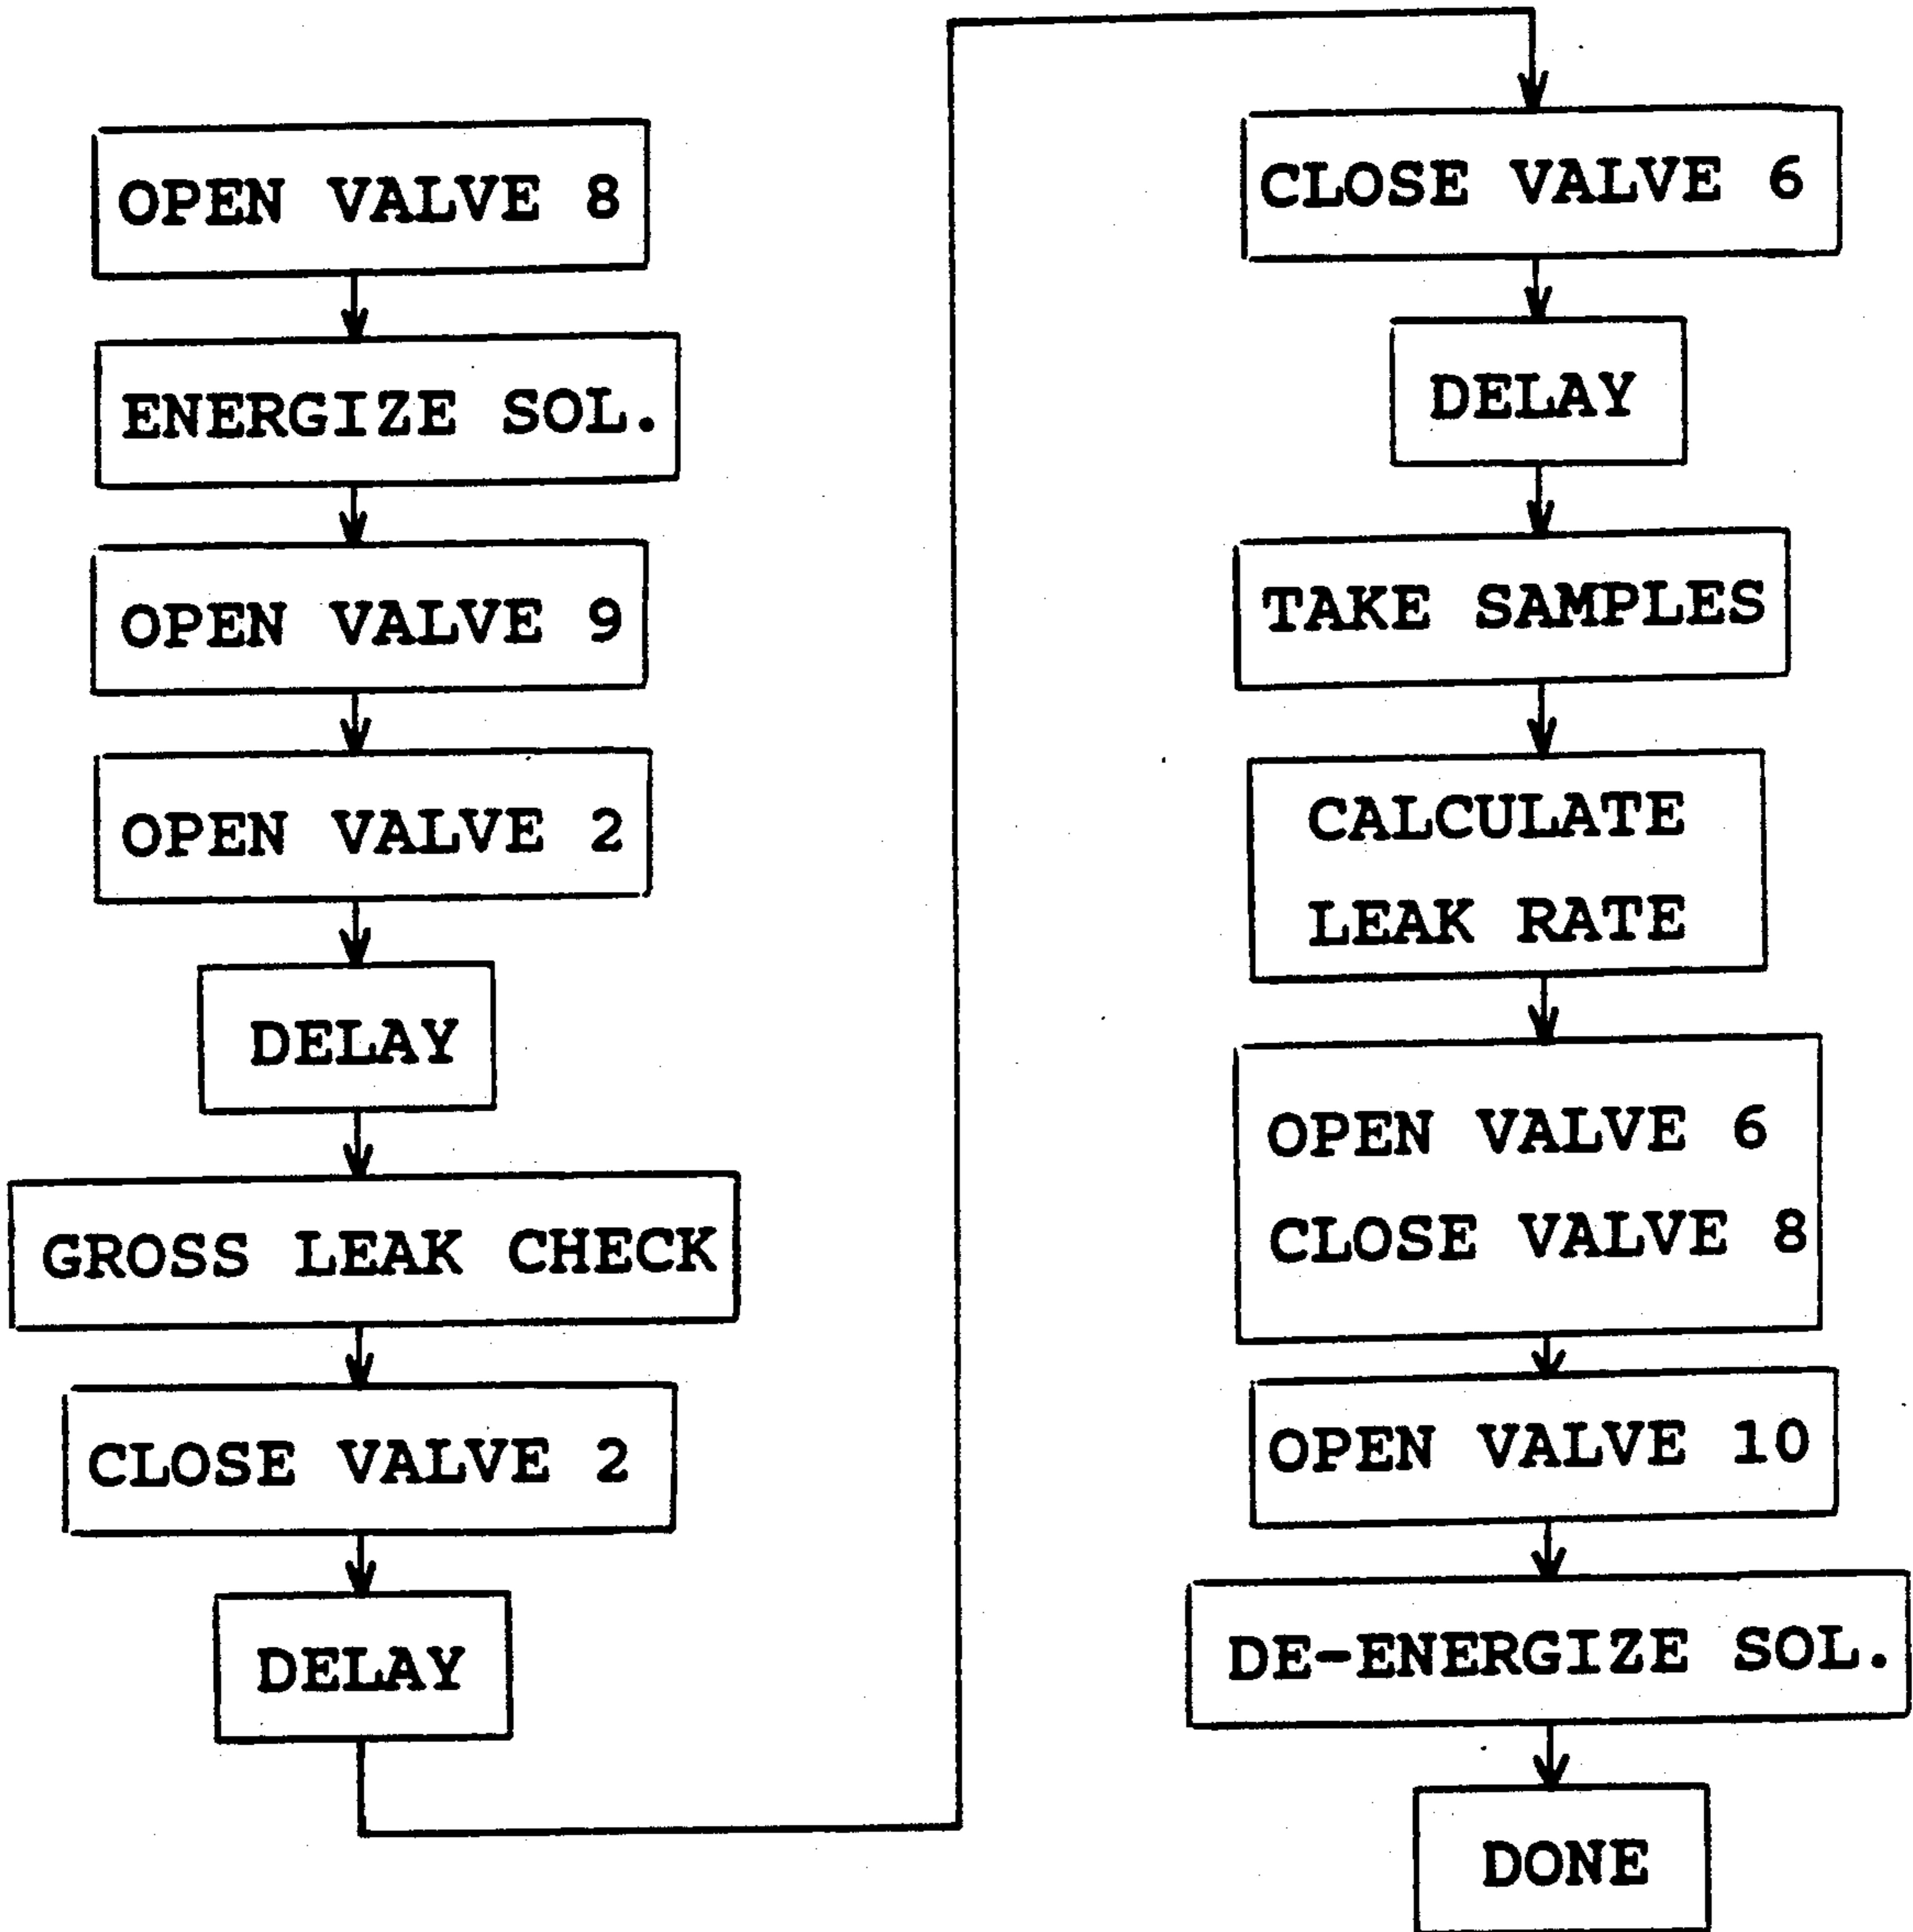 OPEN VALVE 8
ENERGIZE SOL.
OPEN VALVE 9
OPEN VALVE 2
DELAY
GROSS LEAK CHECK
CLOSE VALVE 2
DELAY
CLOSE VALVE 6
DELAY
TAKE SAMPLES
CALCULATE
LEAK RATE
OPEN VALVE 6
CLOSE VALVE 8
OPEN VALVE 10
DE-ENERGIZE SOL.
DONE